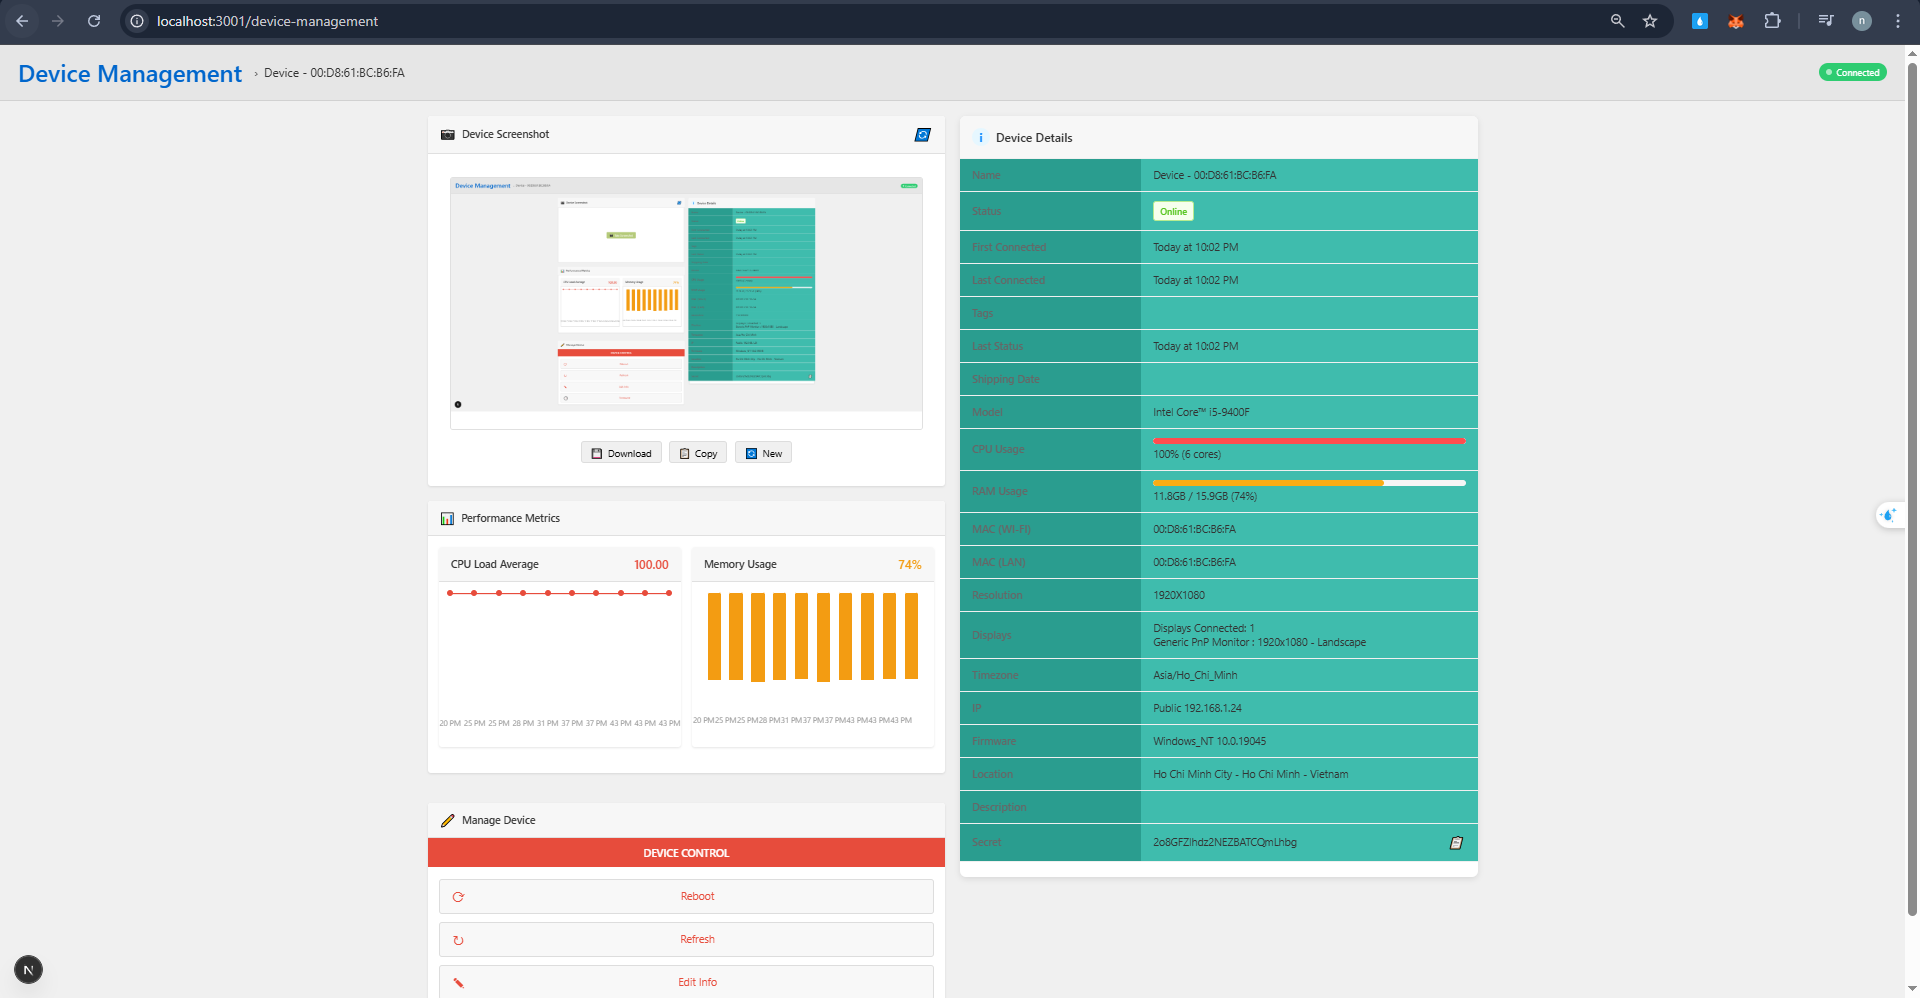 localhost:3001/device-management
n
Device Management
› Device - 00:D8:61:BC:B6:FA
Connected
Device Screenshot
Device Management
Download
Copy
New
Performance Metrics
CPU Load Average
100.00
20 PM 25 PM 25 PM 28 PM 31 PM 37 PM 37 PM 43 PM 43 PM 43 PM
Memory Usage
74%
20 PM25 PM25 PM28 PM31 PM37 PM37 PM43 PM43 PM43 PM
Manage Device
DEVICE CONTROL
Reboot
Refresh
Edit Info
N
Device Details
Name Device - 00:D8:61:BC:B6:FA
Status Online
First Connected Today at 10:02 PM
Last Connected Today at 10:02 PM
Tags
Last Status Today at 10:02 PM
Shipping Date
Model Intel Core™ i5-9400F
CPU Usage 100% (6 cores)
RAM Usage 11.8GB / 15.9GB (74%)
MAC (WI-FI) 00:D8:61:BC:B6:FA
MAC (LAN) 00:D8:61:BC:B6:FA
Resolution 1920X1080
Displays Displays Connected: 1
Generic PnP Monitor : 1920x1080 - Landscape
Timezone Asia/Ho_Chi_Minh
IP Public 192.168.1.24
Firmware Windows_NT 10.0.19045
Location Ho Chi Minh City - Ho Chi Minh - Vietnam
Description
Secret 2o8GFZIhdz2NEZBATCQmLhbg